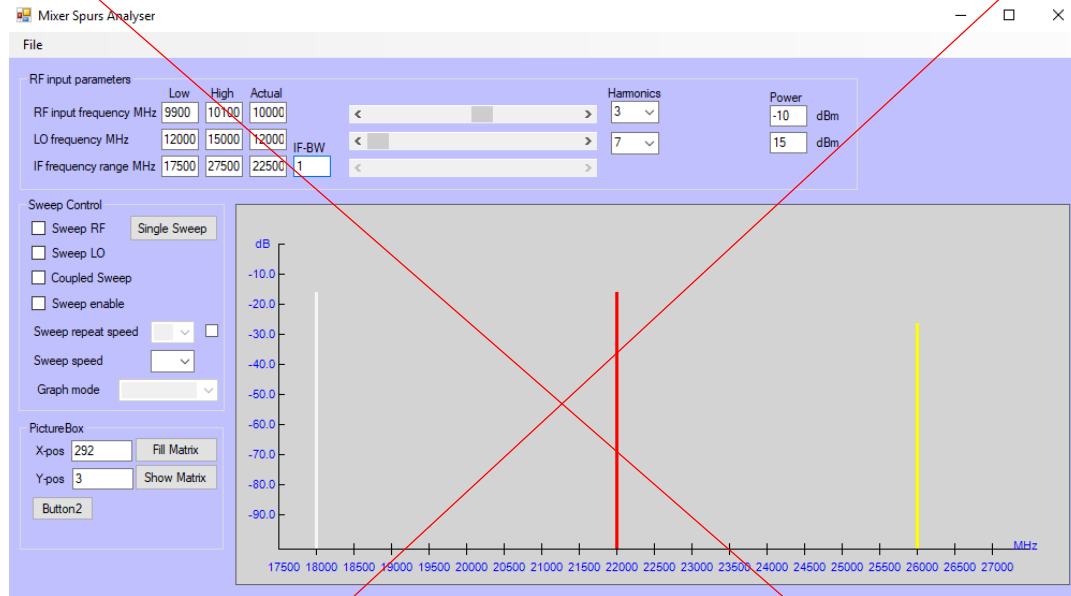 Mixer Spurs Analyser
File
RF input parameters
Low High Actual Harmonics Power
RF input frequency MHz 9900 10100 10000 3 -10 dBm
LO frequency MHz 12000 15000 12000 IF-BW 7 15 dBm
IF frequency range MHz 17500 27500 22500 1
Sweep Control
Sweep RF Single Sweep
Sweep LO
Coupled Sweep
Sweep enable
Sweep repeat speed
Sweep speed
Graph mode
PictureBox
X-pos 292 Fill Matrix
Y-pos 3 Show Matrix
Button2
dB
-10.0
-20.0
-30.0
-40.0
-50.0
-60.0
-70.0
-80.0
-90.0
MHz
17500 18000 18500 19000 19500 20000 20500 21000 21500 22000 22500 23000 23500 24000 24500 25000 25500 26000 26500 27000